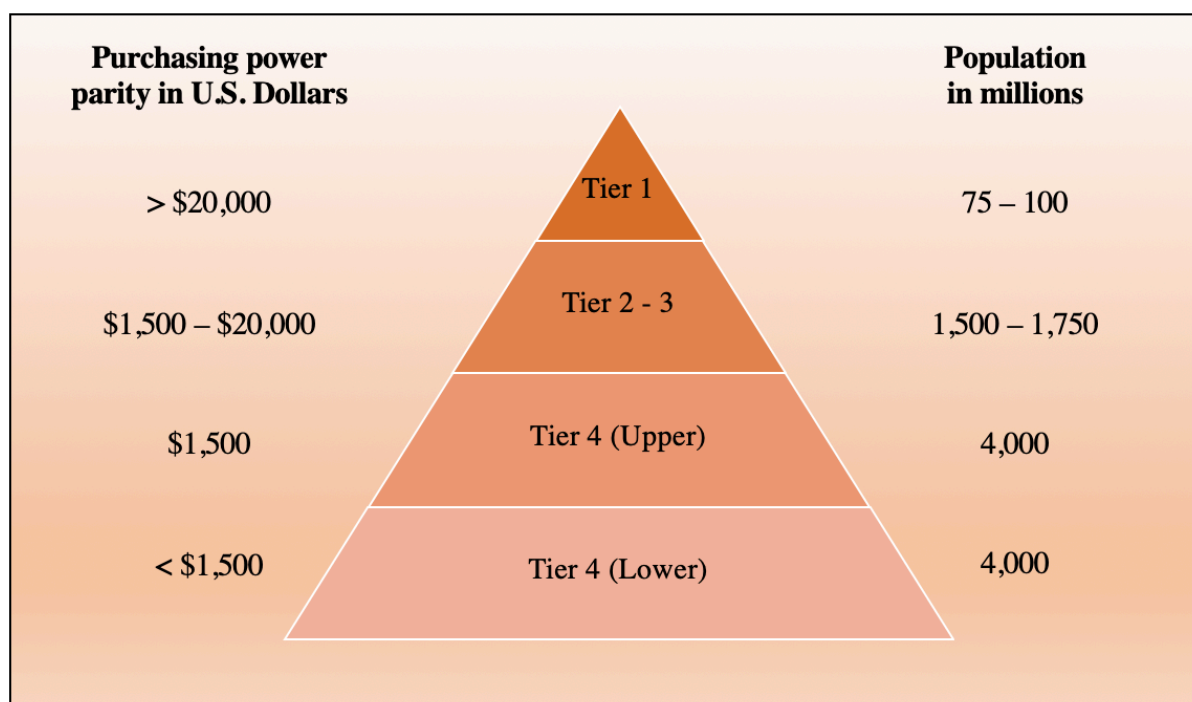 Purchasing power
parity in U.S. Dollars
Population
in millions
> $20,000
Tier 1
75 – 100
$1,500 – $20,000
Tier 2 - 3
1,500 – 1,750
$1,500
Tier 4 (Upper)
4,000
< $1,500
Tier 4 (Lower)
4,000